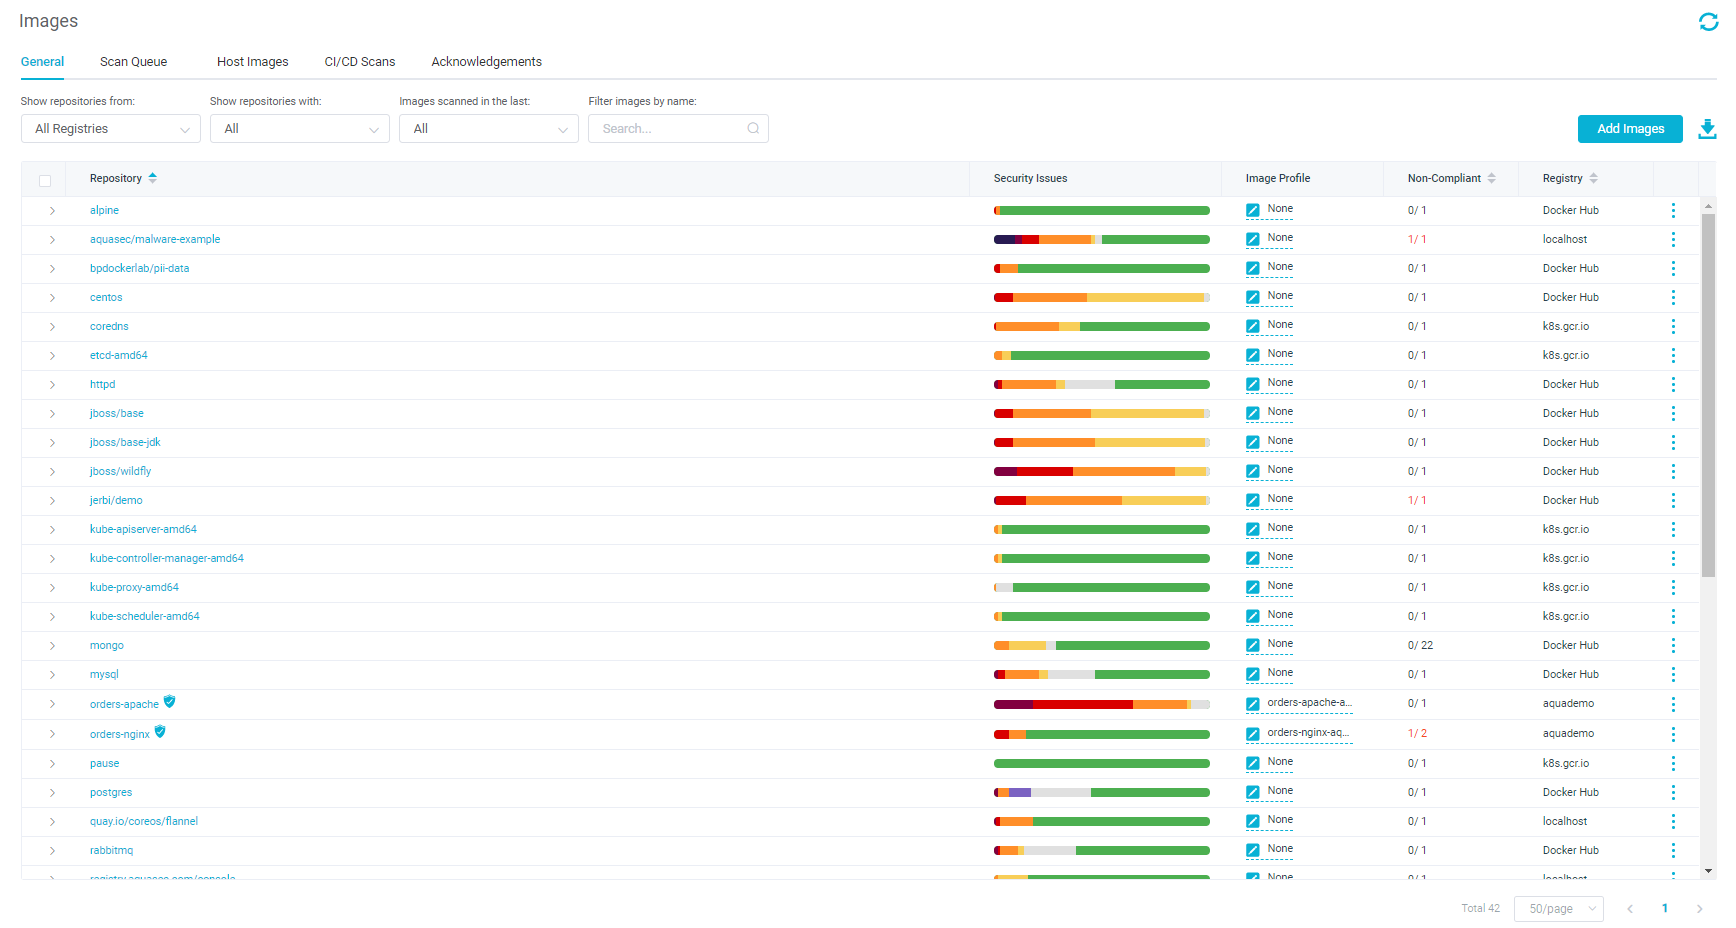 Images
General Scan Queue Host Images CI/CD Scans Acknowledgements
Show repositories from: Show repositories with: Images scanned in the last: Filter images by name:
All Registries All All Search... Add Images
Repository Security Issues Image Profile Non-Compliant Registry
alpine None 0/ 1 Docker Hub
aquasec/malware-example None 1/ 1 localhost
bpdockerlab/pii-data None 0/ 1 Docker Hub
centos None 0/ 1 Docker Hub
coredns None 0/ 1 k8s.gcr.io
etcd-amd64 None 0/ 1 k8s.gcr.io
httpd None 0/ 1 Docker Hub
jboss/base None 0/ 1 Docker Hub
jboss/base-jdk None 0/ 1 Docker Hub
jboss/wildfly None 0/ 1 Docker Hub
jerbi/demo None 1/ 1 Docker Hub
kube-apiserver-amd64 None 0/ 1 k8s.gcr.io
kube-controller-manager-amd64 None 0/ 1 k8s.gcr.io
kube-proxy-amd64 None 0/ 1 k8s.gcr.io
kube-scheduler-amd64 None 0/ 1 k8s.gcr.io
mongo None 0/ 22 Docker Hub
mysql None 0/ 1 Docker Hub
orders-apache orders-apache-a... 0/ 1 aquademo
orders-nginx orders-nginx-aq... 1/ 2 aquademo
pause None 0/ 1 k8s.gcr.io
postgres None 0/ 1 Docker Hub
quay.io/coreos/flannel None 0/ 1 localhost
rabbitmq None 0/ 1 Docker Hub
registry.aquasec.com/console None 0/ 1 localhost
Total 42 50/page 1